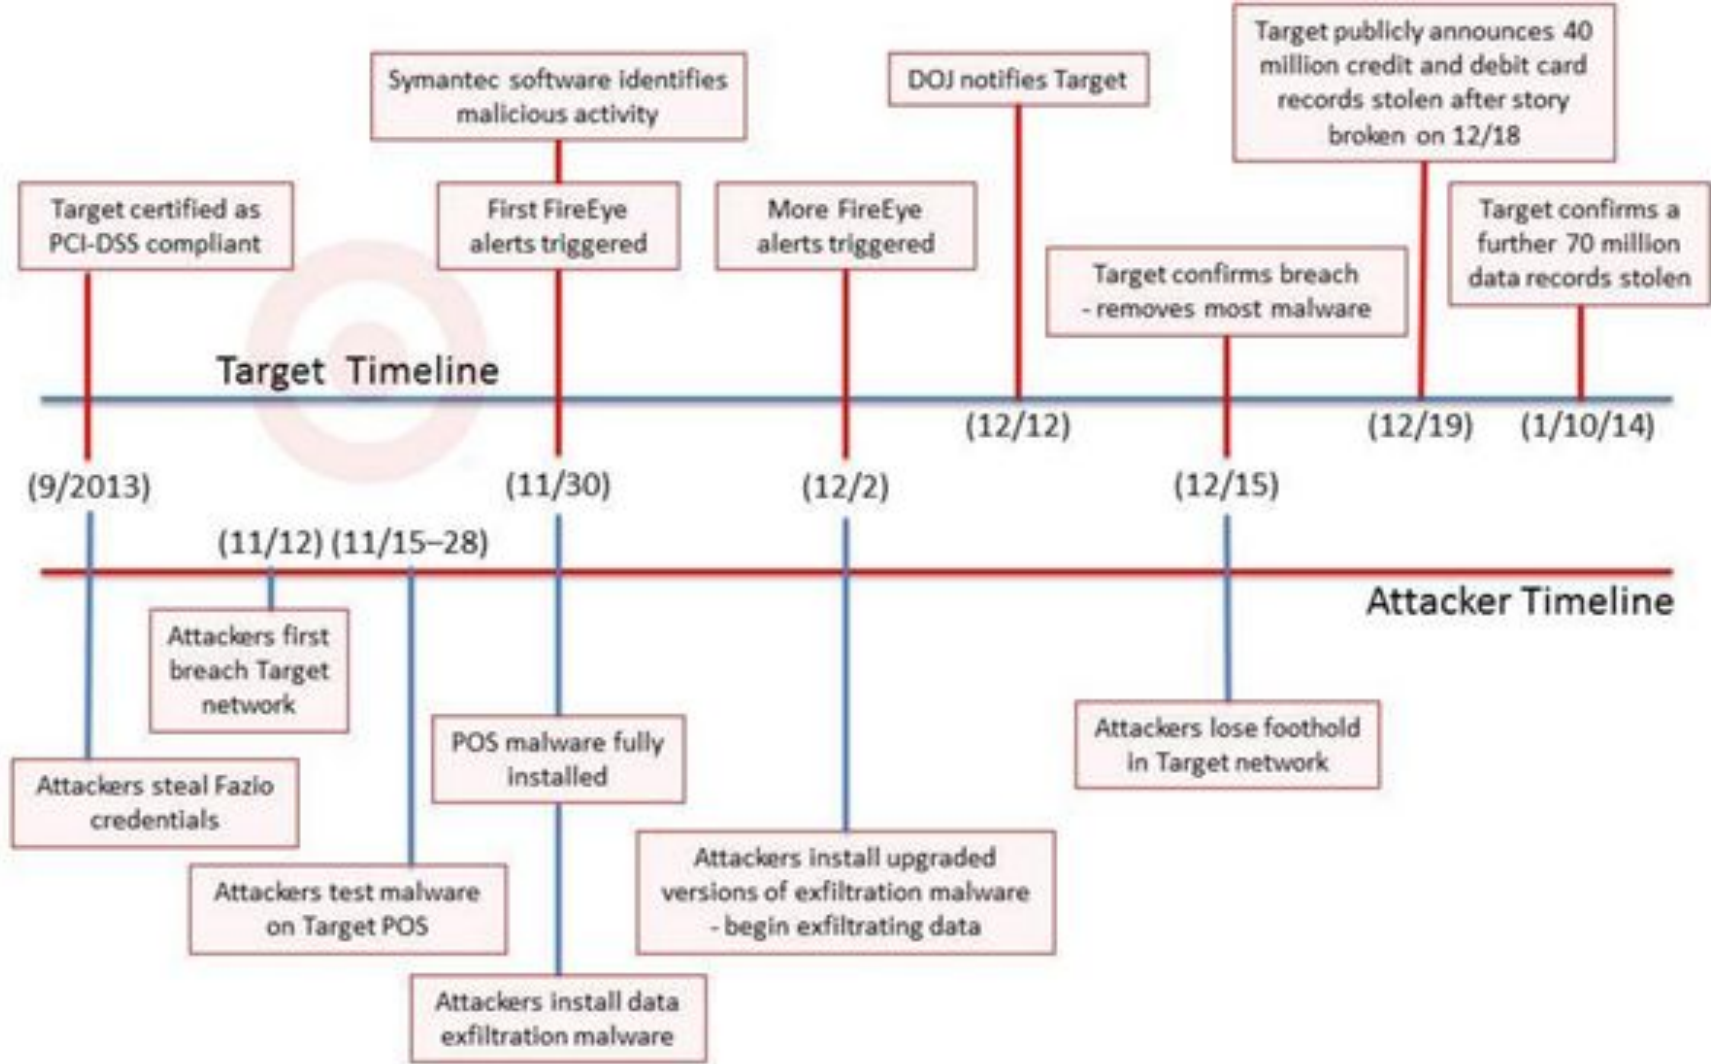 Target publicly announces 40
million credit and debit card
records stolen after story
broken on 12/18
Symantec software identifies
malicious activity
DOJ notifies Target
Target certified as
PCI-DSS compliant
First FireEye
alerts triggered
More FireEye
alerts triggered
Target confirms breach
- removes most malware
Target confirms a
further 70 million
data records stolen
Target Timeline
(12/12)
(12/19)
(1/10/14)
(9/2013)
(11/30)
(12/2)
(12/15)
(11/12)
(11/15–28)
Attacker Timeline
Attackers first
breach Target
network
POS malware fully
installed
Attackers lose foothold
in Target network
Attackers steal Fazio
credentials
Attackers test malware
on Target POS
Attackers install upgraded
versions of exfiltration malware
- begin exfiltrating data
Attackers install data
exfiltration malware